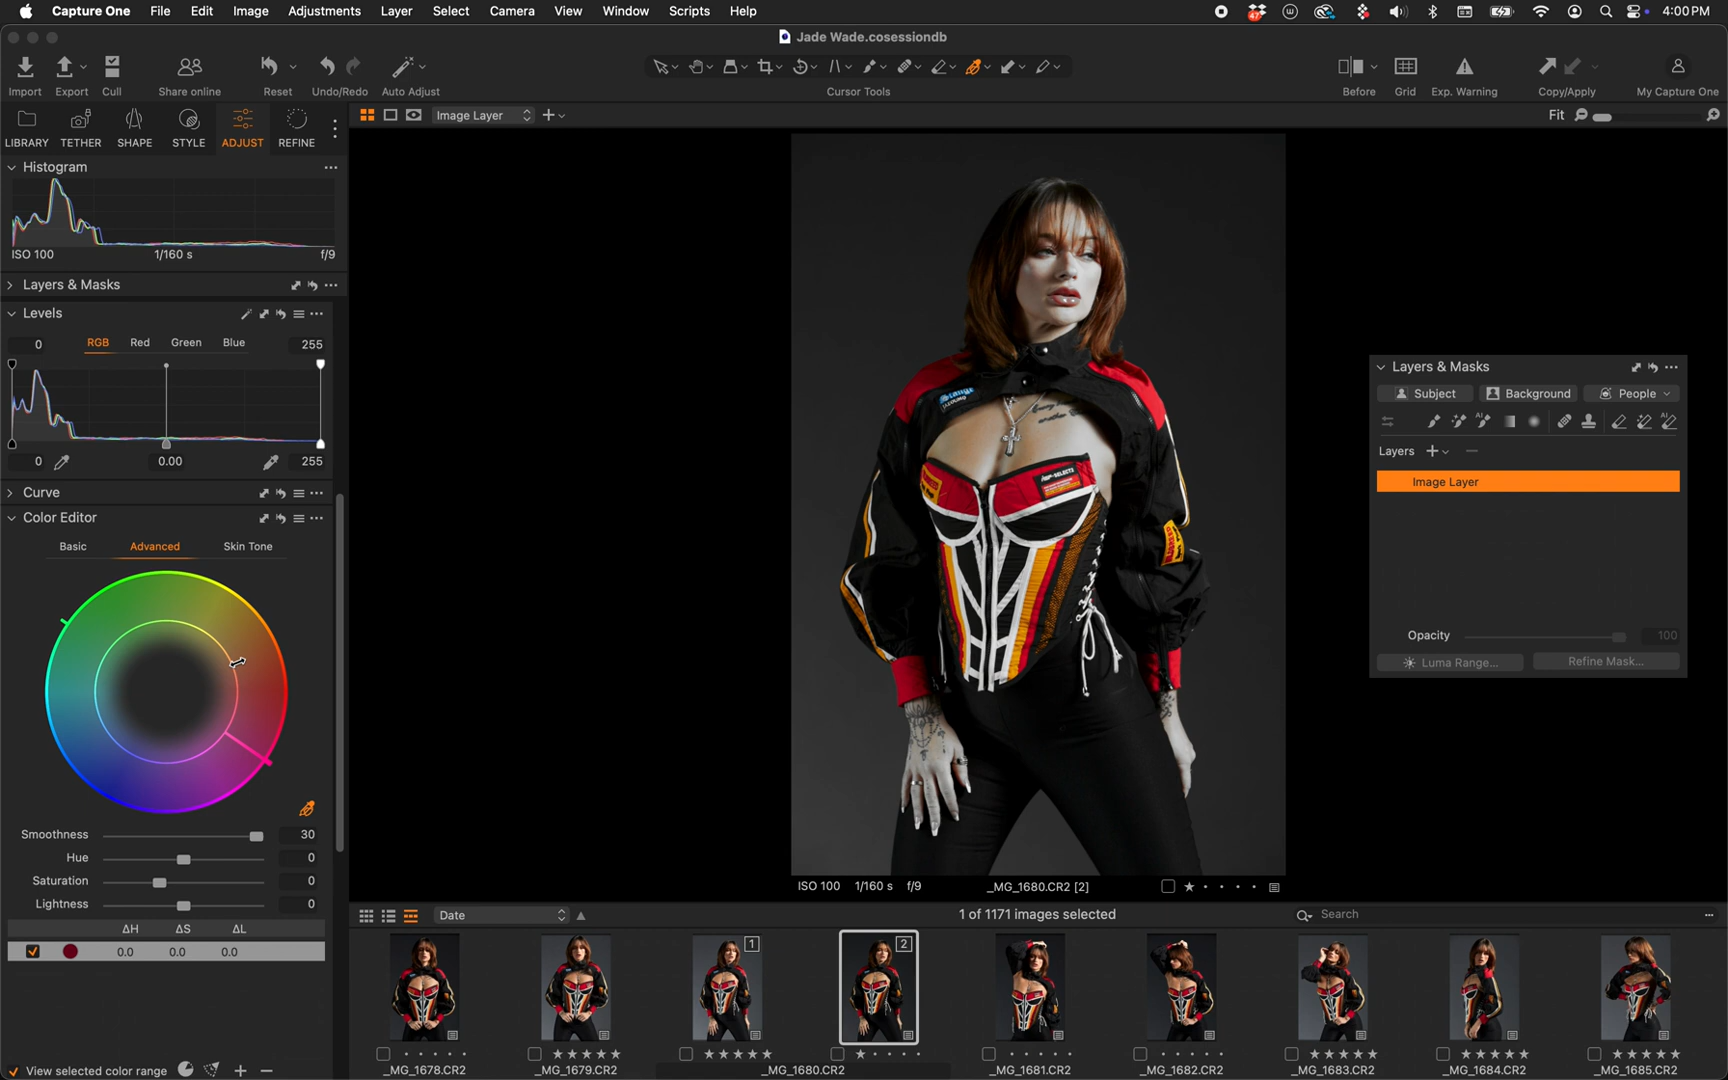 Capture One File Edit Image Adjustments Layer Select Camera View Window Scripts Help
47
4:00 PM
Jade Wade.cosessiondb
Import Export Cull Share online Reset Undo/Redo Auto Adjust
Cursor Tools
Before Grid Exp. Warning Copy/Apply My Capture One
LIBRARY TETHER SHAPE STYLE ADJUST REFINE
Image Layer
Fit
Histogram
ISO 100 1/160 s f/9
Layers & Masks
Levels
0 RGB Red Green Blue 255
0 0.00 255
Curve
Color Editor
Basic Advanced Skin Tone
Smoothness 30
Hue 0
Saturation 0
Lightness 0
ΔH ΔS ΔL
0.0 0.0 0.0
View selected color range
Layers & Masks
Subject Background People
AI AI
Layers
Image Layer
Opacity 100
Luma Range... Refine Mask...
ISO 100 1/160 s f/9 _MG_1680.CR2 [2]
Date
1 of 1171 images selected
Search
1 2
_MG_1678.CR2 _MG_1679.CR2 _MG_1680.CR2 _MG_1681.CR2 _MG_1682.CR2 _MG_1683.CR2 _MG_1684.CR2 _MG_1685.CR2